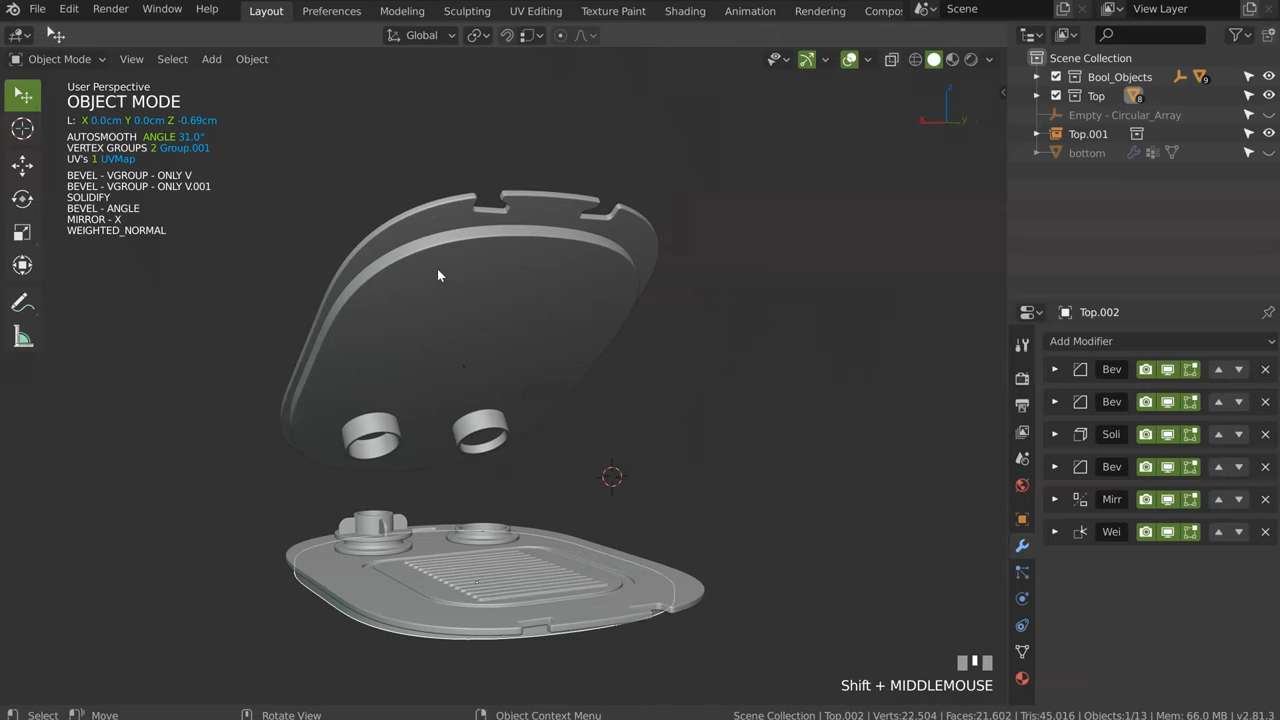 File Edit Render Window Help Layout Preferences Modeling Sculpting UV Editing Texture Paint Shading Animation Rendering Compos Scene View Layer
Global
Object Mode View Select Add Object
User Perspective
OBJECT MODE
L: X 0.0cm Y 0.0cm Z -0.69cm
AUTOSMOOTH ANGLE 31.0°
VERTEX GROUPS 2 Group.001
UV's 1 UVMap
BEVEL - VGROUP - ONLY V
BEVEL - VGROUP - ONLY V.001
SOLIDIFY
BEVEL - ANGLE
MIRROR - X
WEIGHTED_NORMAL
z
x
y
Scene Collection
Bool_Objects 9
Top 8
Empty - Circular_Array
Top.001
bottom
Top.002
Add Modifier
Bev
Bev
Soli
Bev
Mirr
Wei
Shift + MIDDLEMOUSE
Select Move Rotate View Object Context Menu Scene Collection | Top.002 | Verts:22,504 | Faces:21,602 | Tris:45,016 | Objects:1/13 | Mem: 66.0 MB | v2.81.3